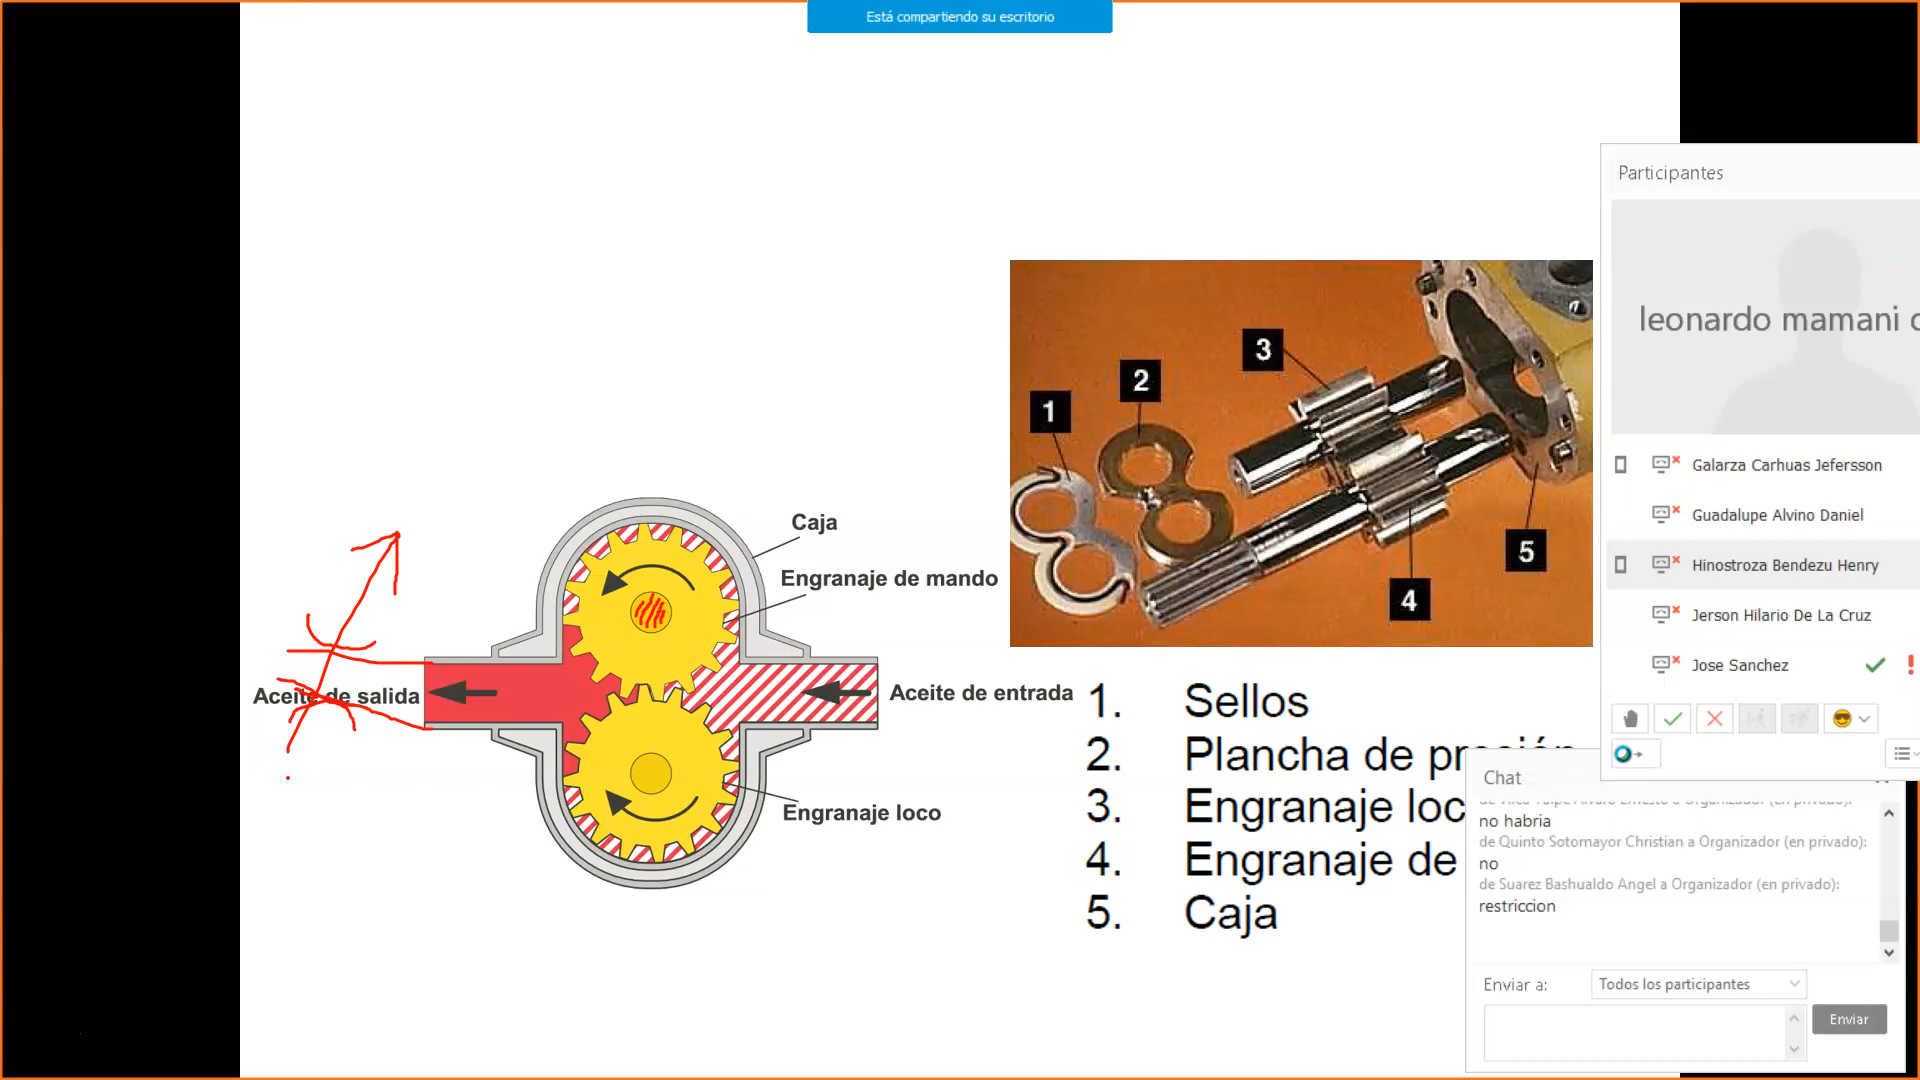 Está compartiendo su escritorio
Participantes
leonardo mamani
Galarza Carhuas Jefersson
Guadalupe Alvino Daniel
Hinostroza Bendezu Henry
Jerson Hilario De La Cruz
Jose Sanchez
1
2
3
4
5
Caja
Engranaje de mando
Aceite de salida
Aceite de entrada
Engranaje loco
1. Sellos
2. Plancha de presión
3. Engranaje loc
4. Engranaje de
5. Caja
Chat
no habria
de Quinto Sotomayor Christian a Organizador (en privado):
no
de Suarez Bashualdo Angel a Organizador (en privado):
restriccion
Enviar a:
Todos los participantes
Enviar